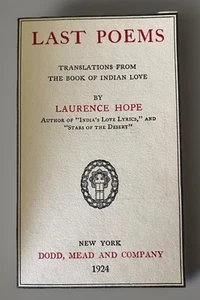 LAST POEMS
TRANSLATIONS FROM
THE BOOK OF INDIAN LOVE
BY
LAURENCE HOPE
AUTHOR OF "INDIA'S LOVE LYRICS," AND
"STARS OF THE DESERT"
NEW YORK
DODD, MEAD AND COMPANY
1924